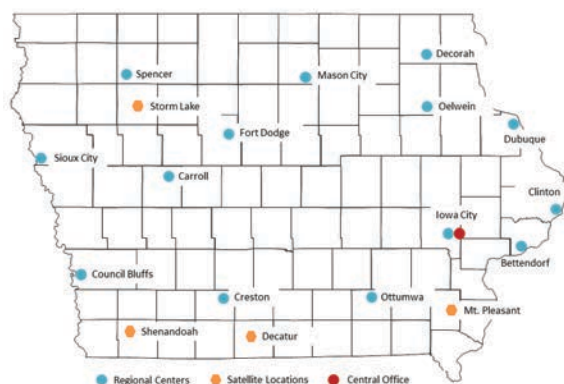 Decorah
Spencer
Mason City
Storm Lake
Oelwein
Fort Dodge
Dubuque
Sioux City
Carroll
Clinton
Iowa City
Bettendorf
Council Bluffs
Creston
Ottumwa
Mt. Pleasant
Shenandoah
Decatur
Regional Centers Satellite Locations Central Office